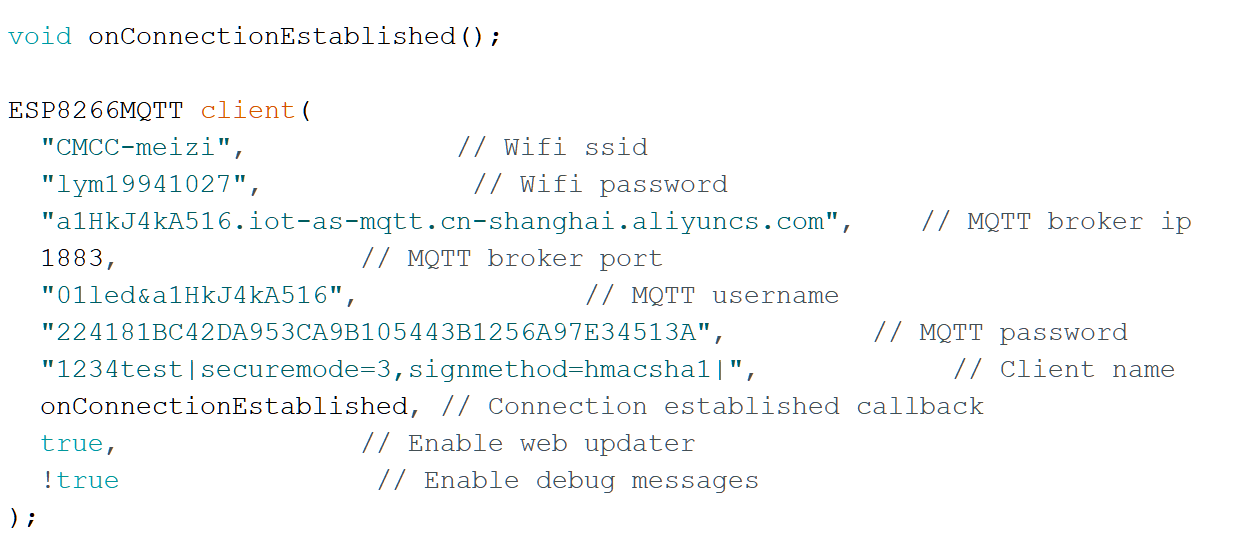 void onConnectionEstablished();
ESP8266MQTT client(
"CMCC-meizi", // Wifi ssid
"lym19941027", // Wifi password
"a1HkJ4kA516.iot-as-mqtt.cn-shanghai.aliyuncs.com", // MQTT broker ip
1883, // MQTT broker port
"01led&a1HkJ4kA516", // MQTT username
"224181BC42DA953CA9B105443B1256A97E34513A", // MQTT password
"1234test|securemode=3,signmethod=hmacsha1|", // Client name
onConnectionEstablished, // Connection established callback
true, // Enable web updater
!true // Enable debug messages
);